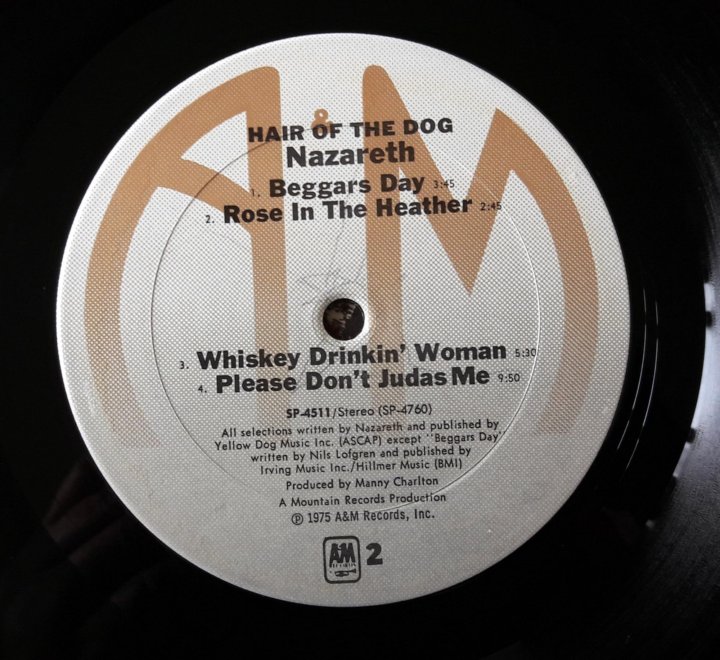 A&M
HAIR OF THE DOG
Nazareth
1. Beggars Day 3:45
2. Rose In The Heather 2:45
3. Whiskey Drinkin' Woman 5:30
4. Please Don't Judas Me 9:50
SP-4511/Stereo (SP-4760)
All selections written by Nazareth and published by
Yellow Dog Music Inc. (ASCAP) except "Beggars Day'
written by Nils Lofgren and published by
Irving Music Inc./Hillmer Music (BMI)
Produced by Manny Charlton
A Mountain Records Production
℗ 1975 A&M Records, Inc.
AM RECORDS 2